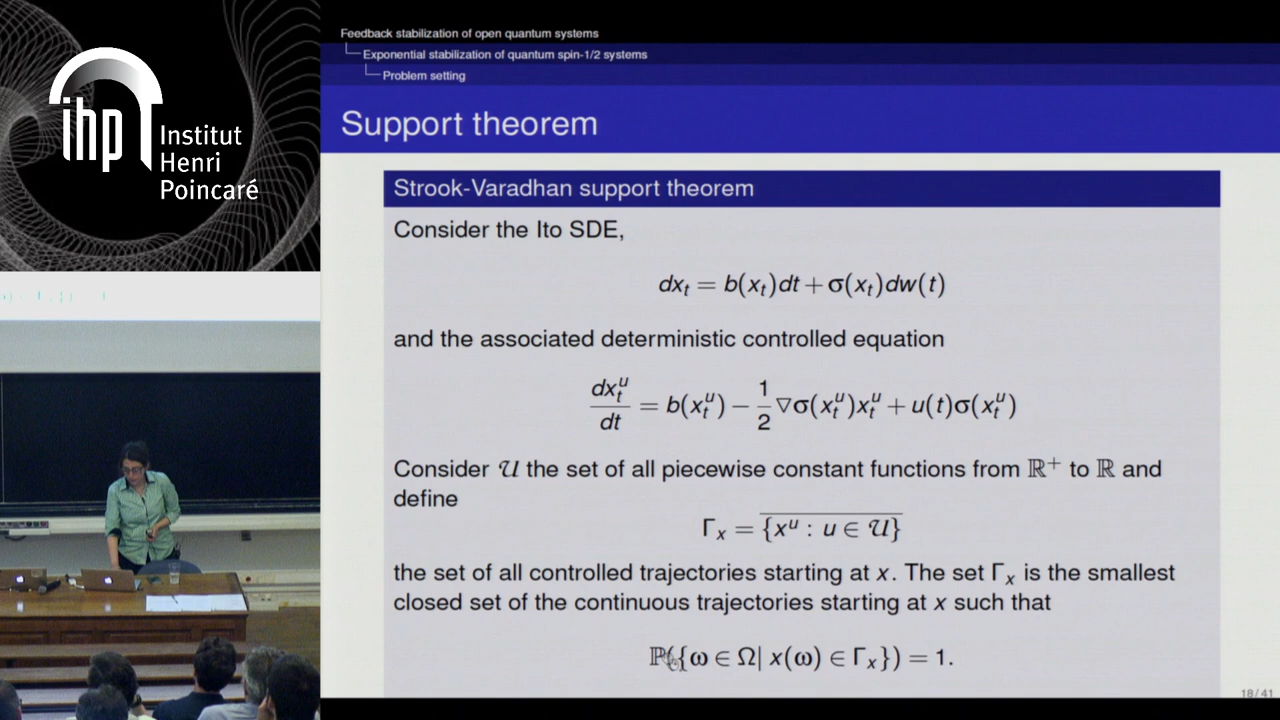 Feedback stabilization of open quantum systems
Exponential stabilization of quantum spin-1/2 systems
Problem setting
ihp Institut
Henri
Poincaré
Support theorem
Strook-Varadhan support theorem
Consider the Ito SDE,
dx_t = b(x_t)dt + σ(x_t)dw(t)
and the associated deterministic controlled equation
dx_t^u/dt = b(x_t^u) − 1/2 ∇σ(x_t^u)x_t^u + u(t)σ(x_t^u)
Consider 𝒰 the set of all piecewise constant functions from ℝ⁺ to ℝ and
define
Γ_x = \overline{{x^u : u ∈ 𝒰}}
the set of all controlled trajectories starting at x. The set Γ_x is the smallest
closed set of the continuous trajectories starting at x such that
ℙ({ω ∈ Ω| x(ω) ∈ Γ_x}) = 1.
18/41